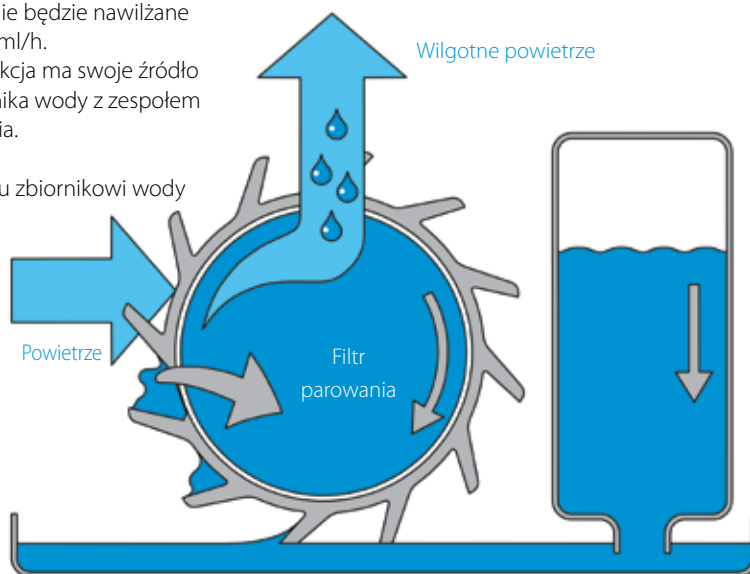 ie będzie nawilżane
ml/h.
kcja ma swoje źródło
nika wody z zespołem
ia.
u zbiornikowi wody
Wilgotne powietrze
Powietrze
Filtr
parowania